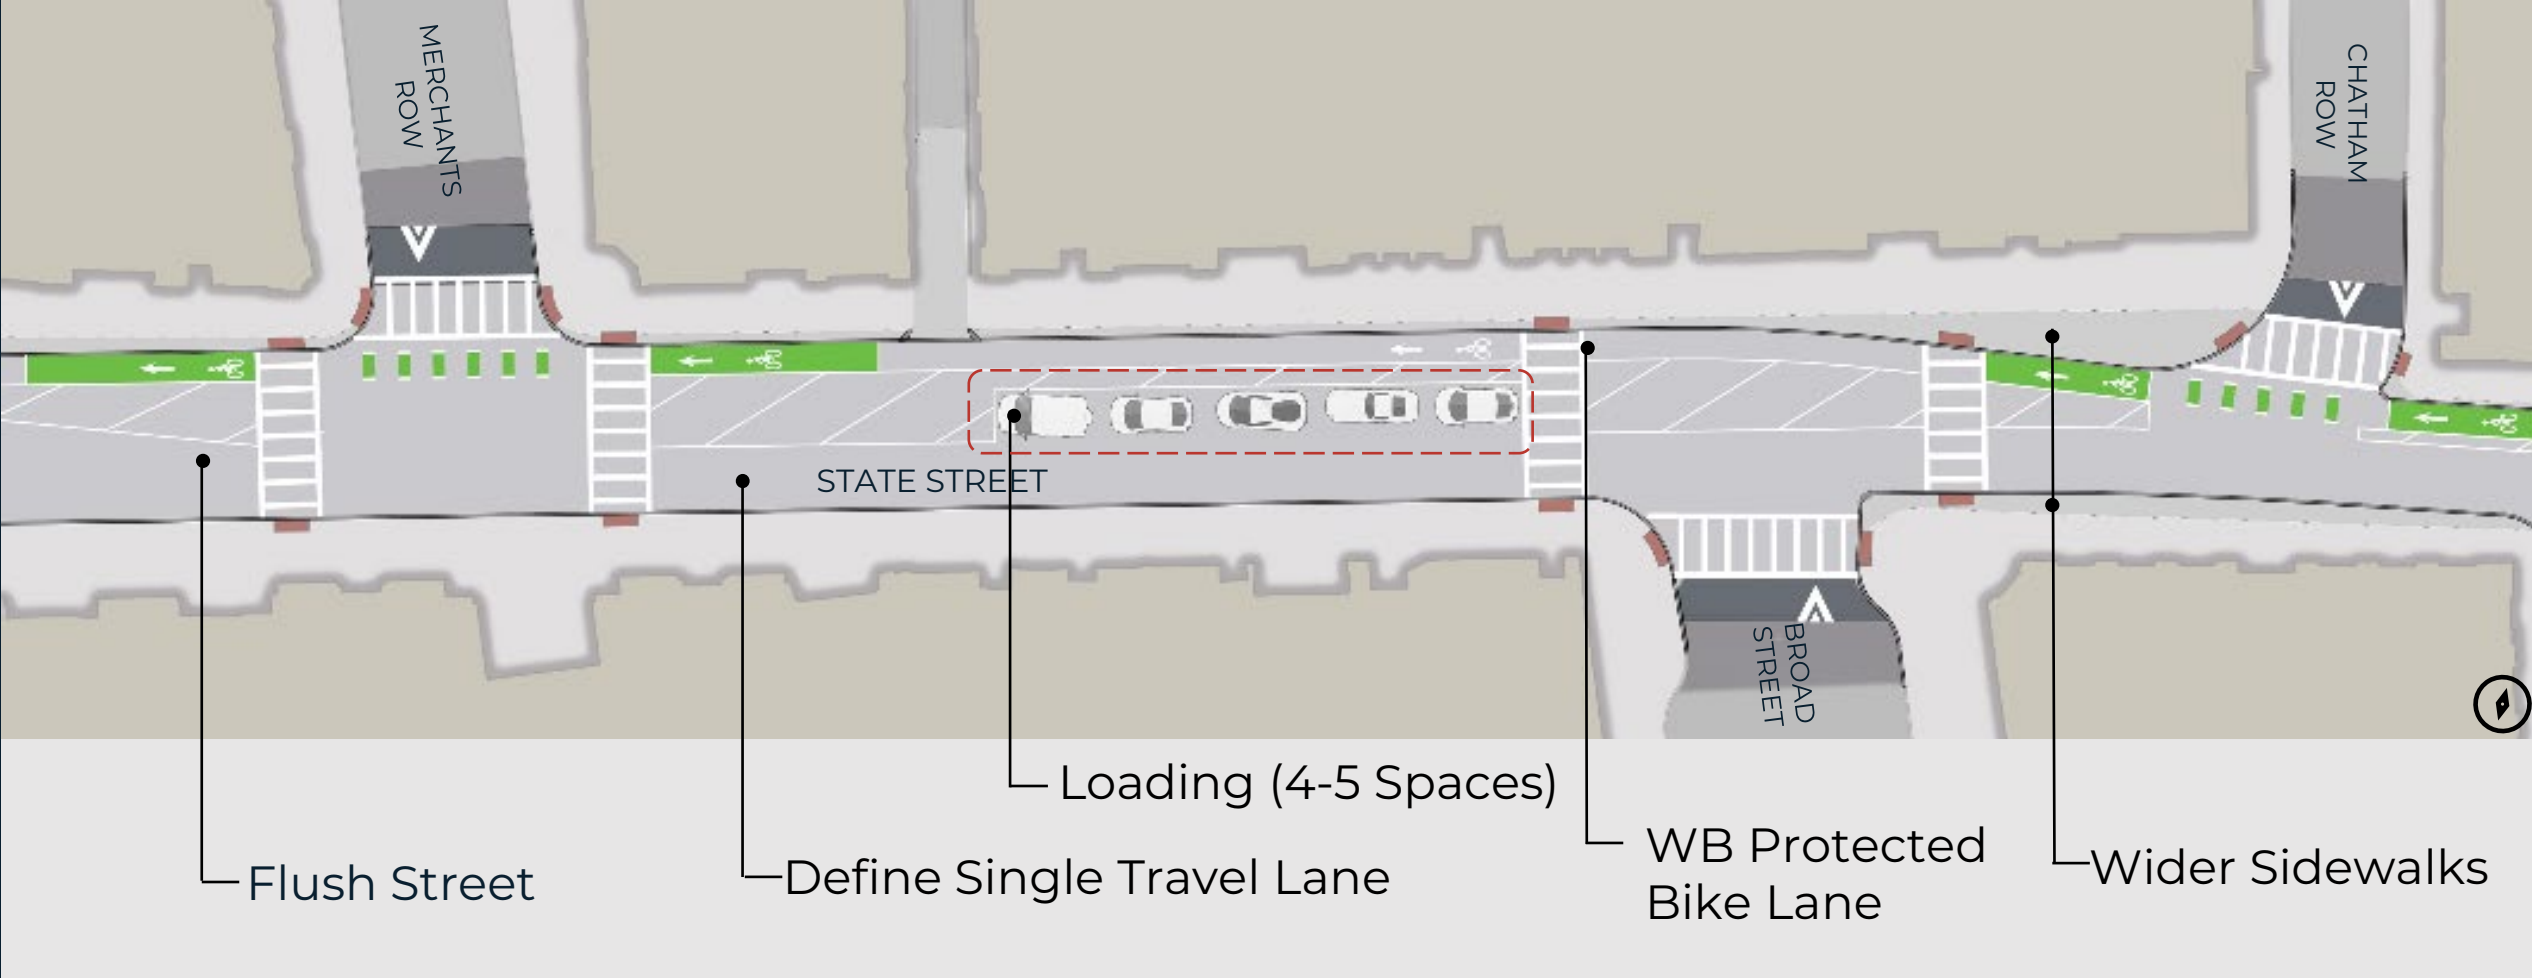 MERCHANTS
ROW
CHATHAM
ROW
STATE STREET
BROAD
STREET
Loading (4-5 Spaces)
WB Protected
Bike Lane
Wider Sidewalks
Define Single Travel Lane
Flush Street